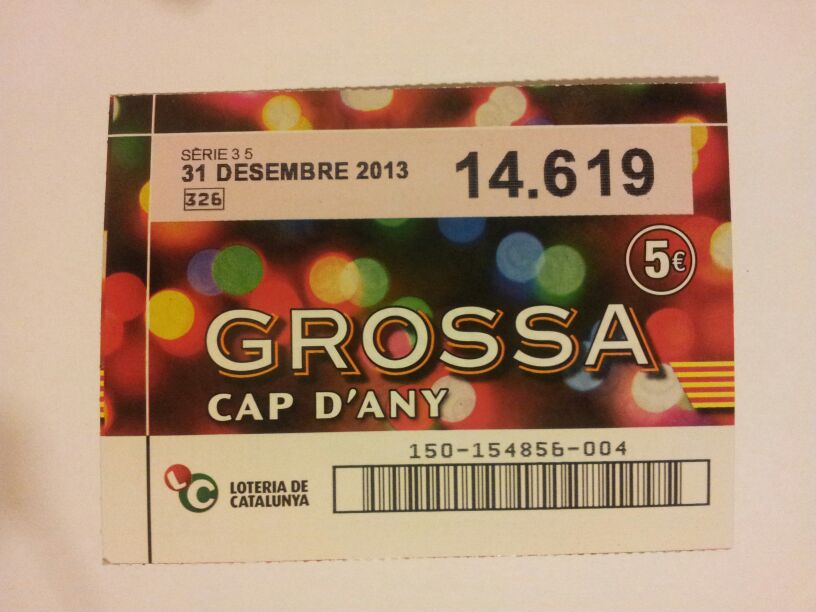 SÈRIE 3 5
31 DESEMBRE 2013
326
14.619
5€
GROSSA
CAP D'ANY
150-154856-004
LC
LOTERIA DE
CATALUNYA